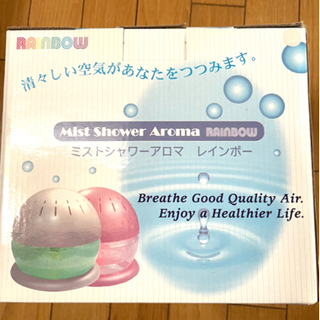 RAINBOW
清々しい空気があなたをつつみます。
Mist Shower Aroma RAINBOW
ミストシャワーアロマ レインボー
Breathe Good Quality Air.
Enjoy a Healthier Life.